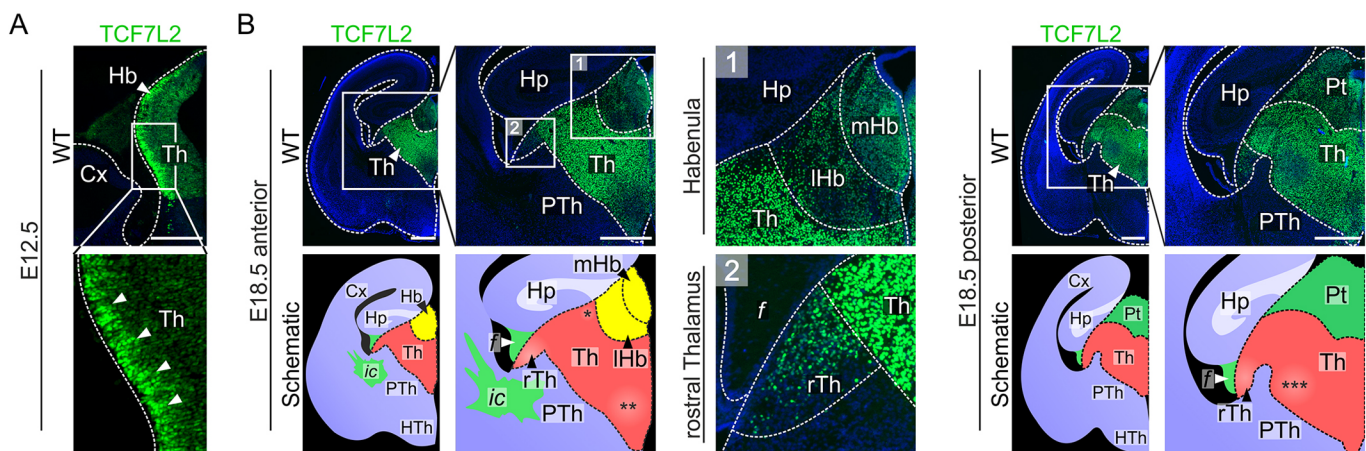 A
TCF7L2
E12.5
WT
Hb
Th
Cx
Th
B
TCF7L2
E18.5 anterior
WT
Th
Hp
1
2
Th
PTh
Habenula
1
Hp
mHb
lHb
Th
Schematic
Cx
Hb
Hp
f
Th
ic
PTh
HTh
mHb
Hp
*
f
Th
lHb
rTh
ic
PTh
**
rostral Thalamus
2
f
Th
rTh
TCF7L2
E18.5 posterior
WT
Th
Hp
Pt
Th
PTh
Schematic
Cx
Hp
Pt
Th
PTh
HTh
Hp
Pt
Th
f
***
rTh
PTh